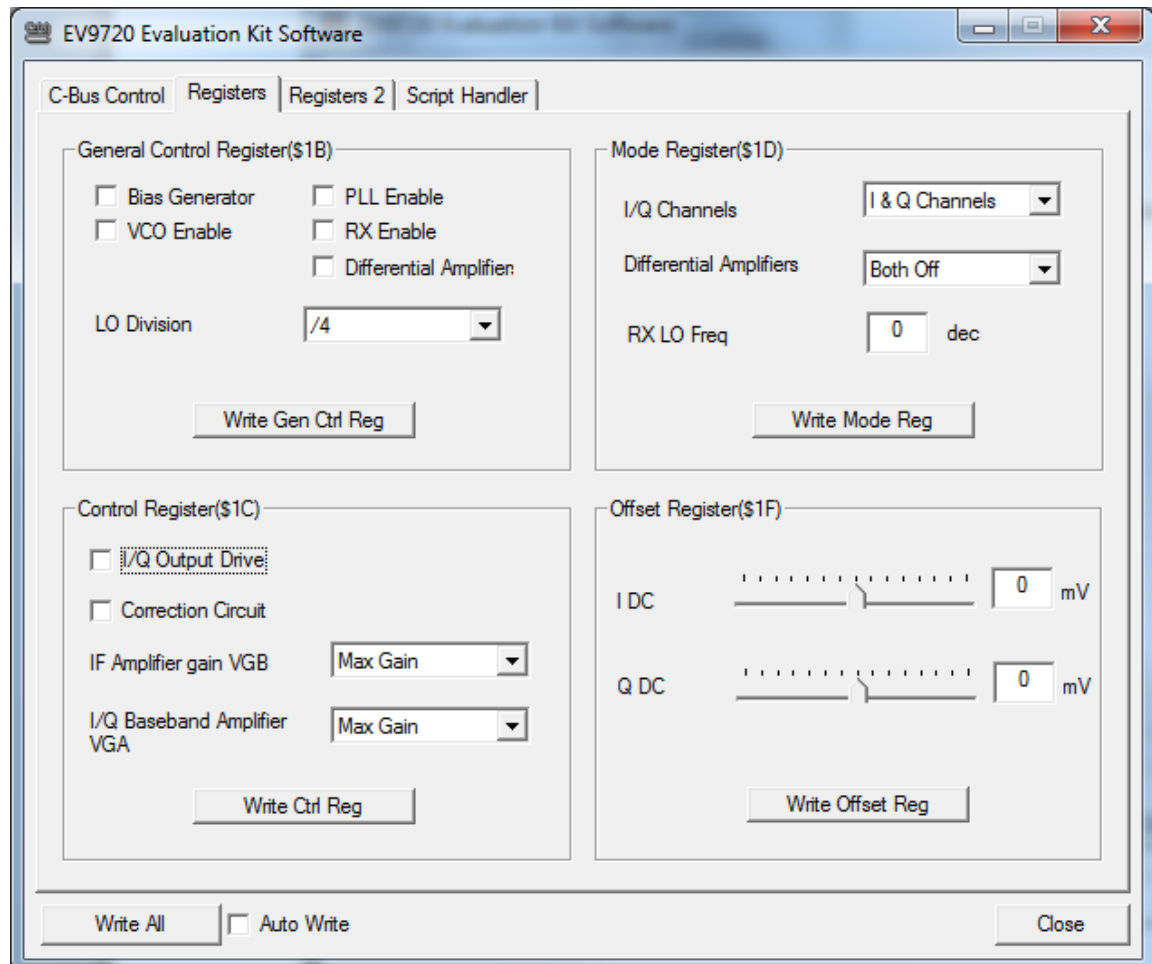 EV9720 Evaluation Kit Software
C-Bus Control Registers Registers 2 Script Handler
General Control Register($1B)
Bias Generator PLL Enable
VCO Enable RX Enable
Differential Amplifiers
LO Division /4
Write Gen Ctrl Reg
Mode Register($1D)
I/Q Channels I & Q Channels
Differential Amplifiers Both Off
RX LO Freq 0 dec
Write Mode Reg
Control Register($1C)
I/Q Output Drive
Correction Circuit
IF Amplifier gain VGB Max Gain
I/Q Baseband Amplifier
VGA Max Gain
Write Ctrl Reg
Offset Register($1F)
I DC 0 mV
Q DC 0 mV
Write Offset Reg
Write All Auto Write Close